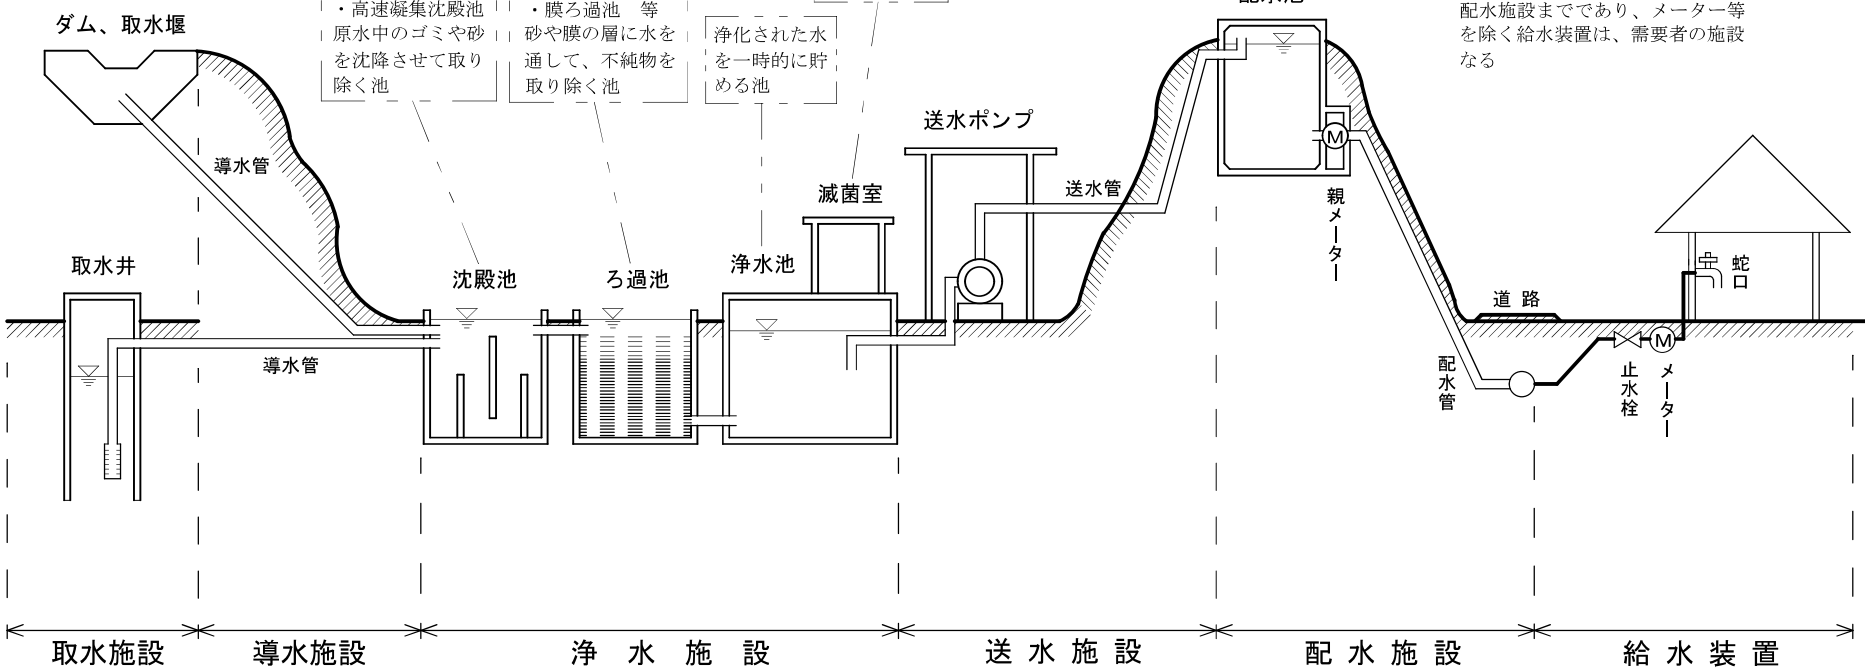 ・高速凝集沈殿池
原水中のゴミや砂
を沈降させて取り
除く池
・膜ろ過池 等
砂や膜の層に水を
通して、不純物を
取り除く池
浄化された水
を一時的に貯
める池
配水施設までであり、メーター等
を除く給水装置は、需要者の施設
なる
ダム、取水堰
導水管
取水井
導水管
沈殿池
ろ過池
浄水池
滅菌室
送水ポンプ
送水管
M
親メーター
配水管
道路
止水栓
M
メーター
蛇口
取水施設
導水施設
浄水施設
送水施設
配水施設
給水装置